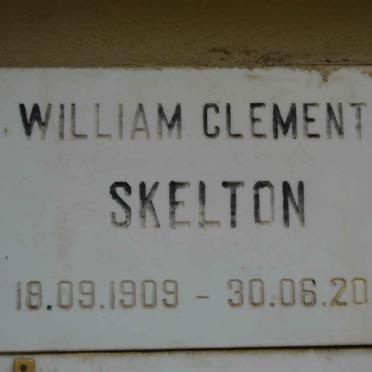 WILLIAM CLEMENT
SKELTON
18.09.1909 - 30.06.20